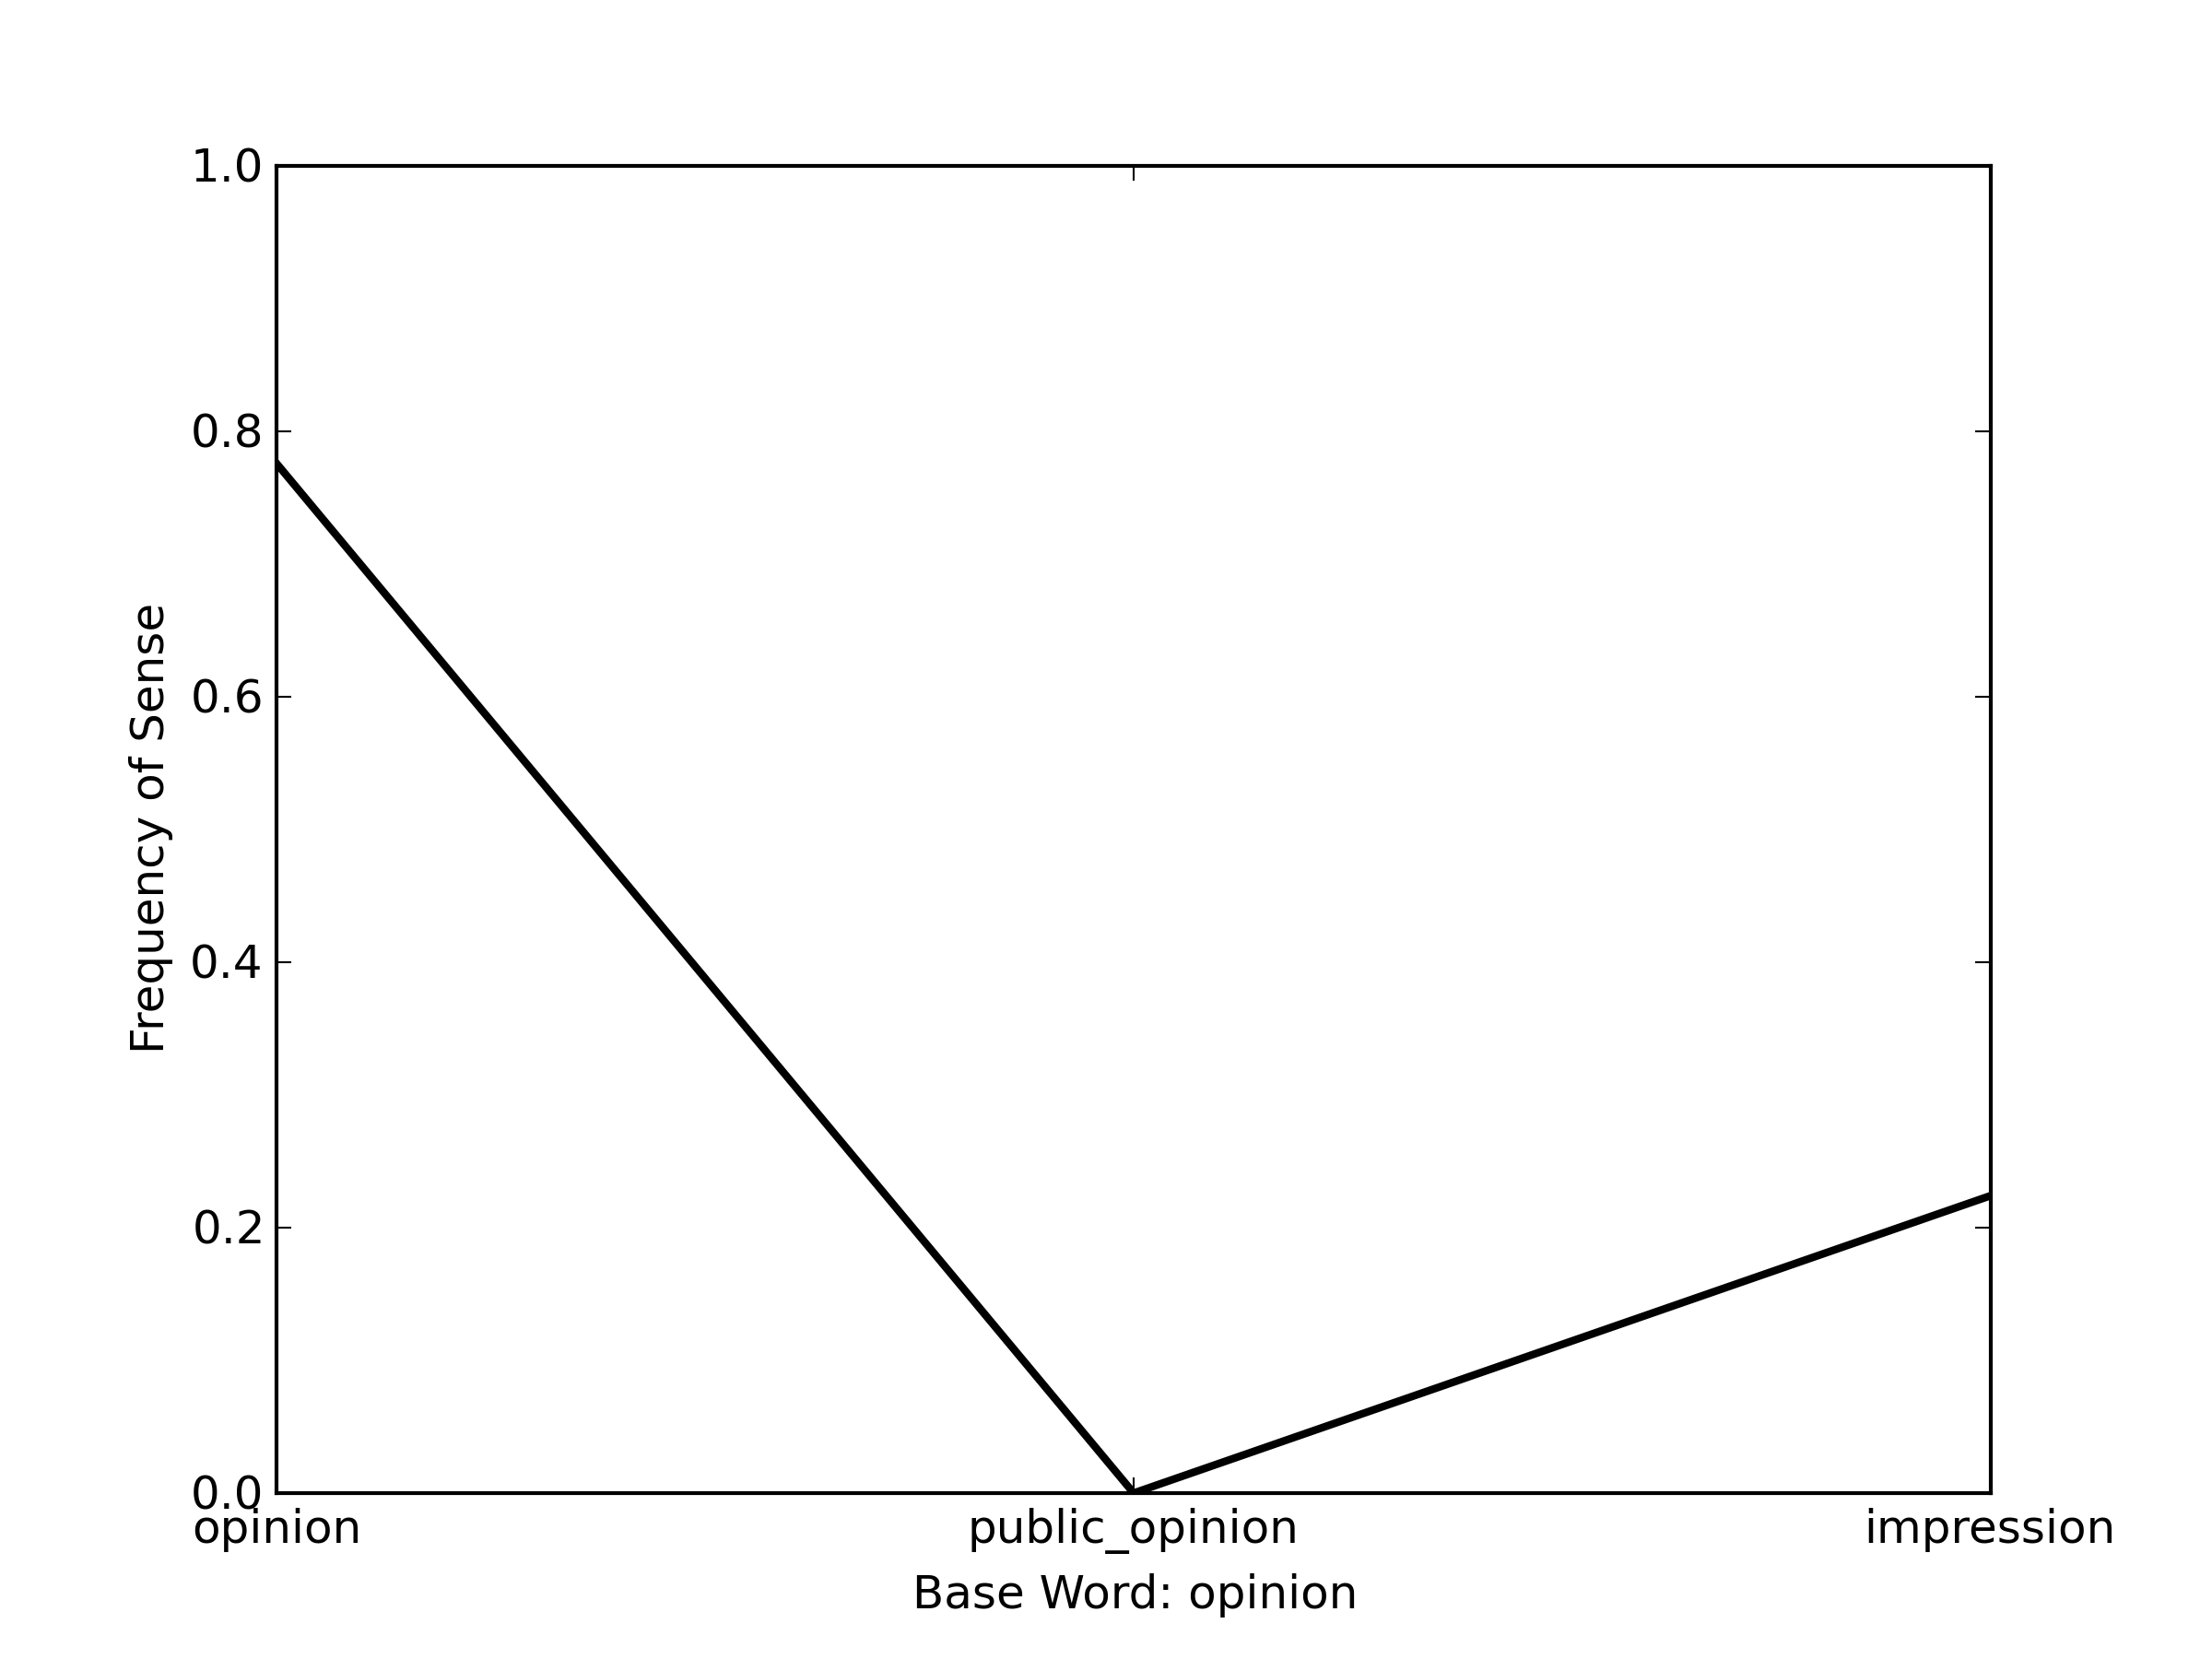 1.0
0.8
0.6
0.4
0.2
0.0
Frequency of Sense
opinion
public_opinion
impression
Base Word: opinion